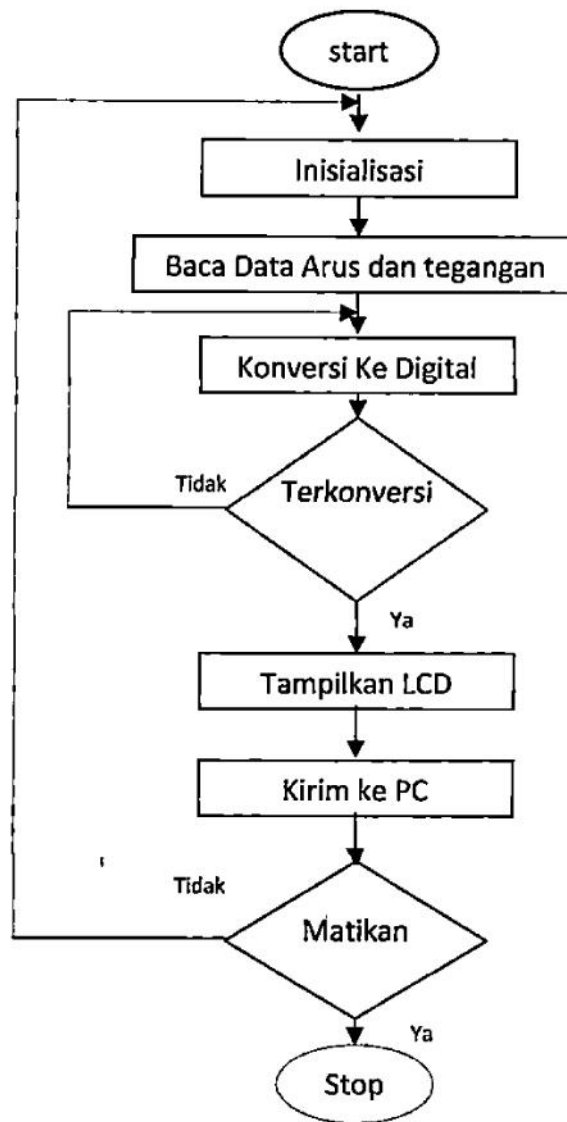 start
Inisialisasi
Baca Data Arus dan tegangan
Konversi Ke Digital
Tidak
Terkonversi
Ya
Tampilkan LCD
Kirim ke PC
Tidak
Matikan
Ya
Stop